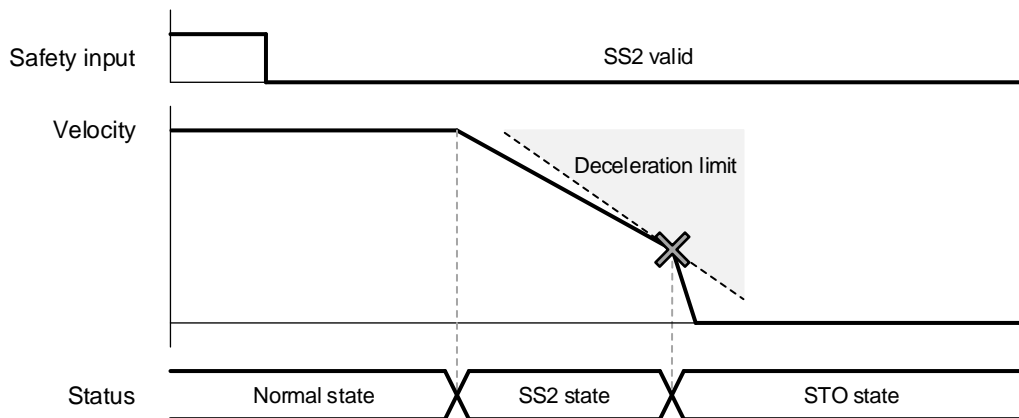 Safety input
SS2 valid
Velocity
Deceleration limit
Status
Normal state
SS2 state
STO state